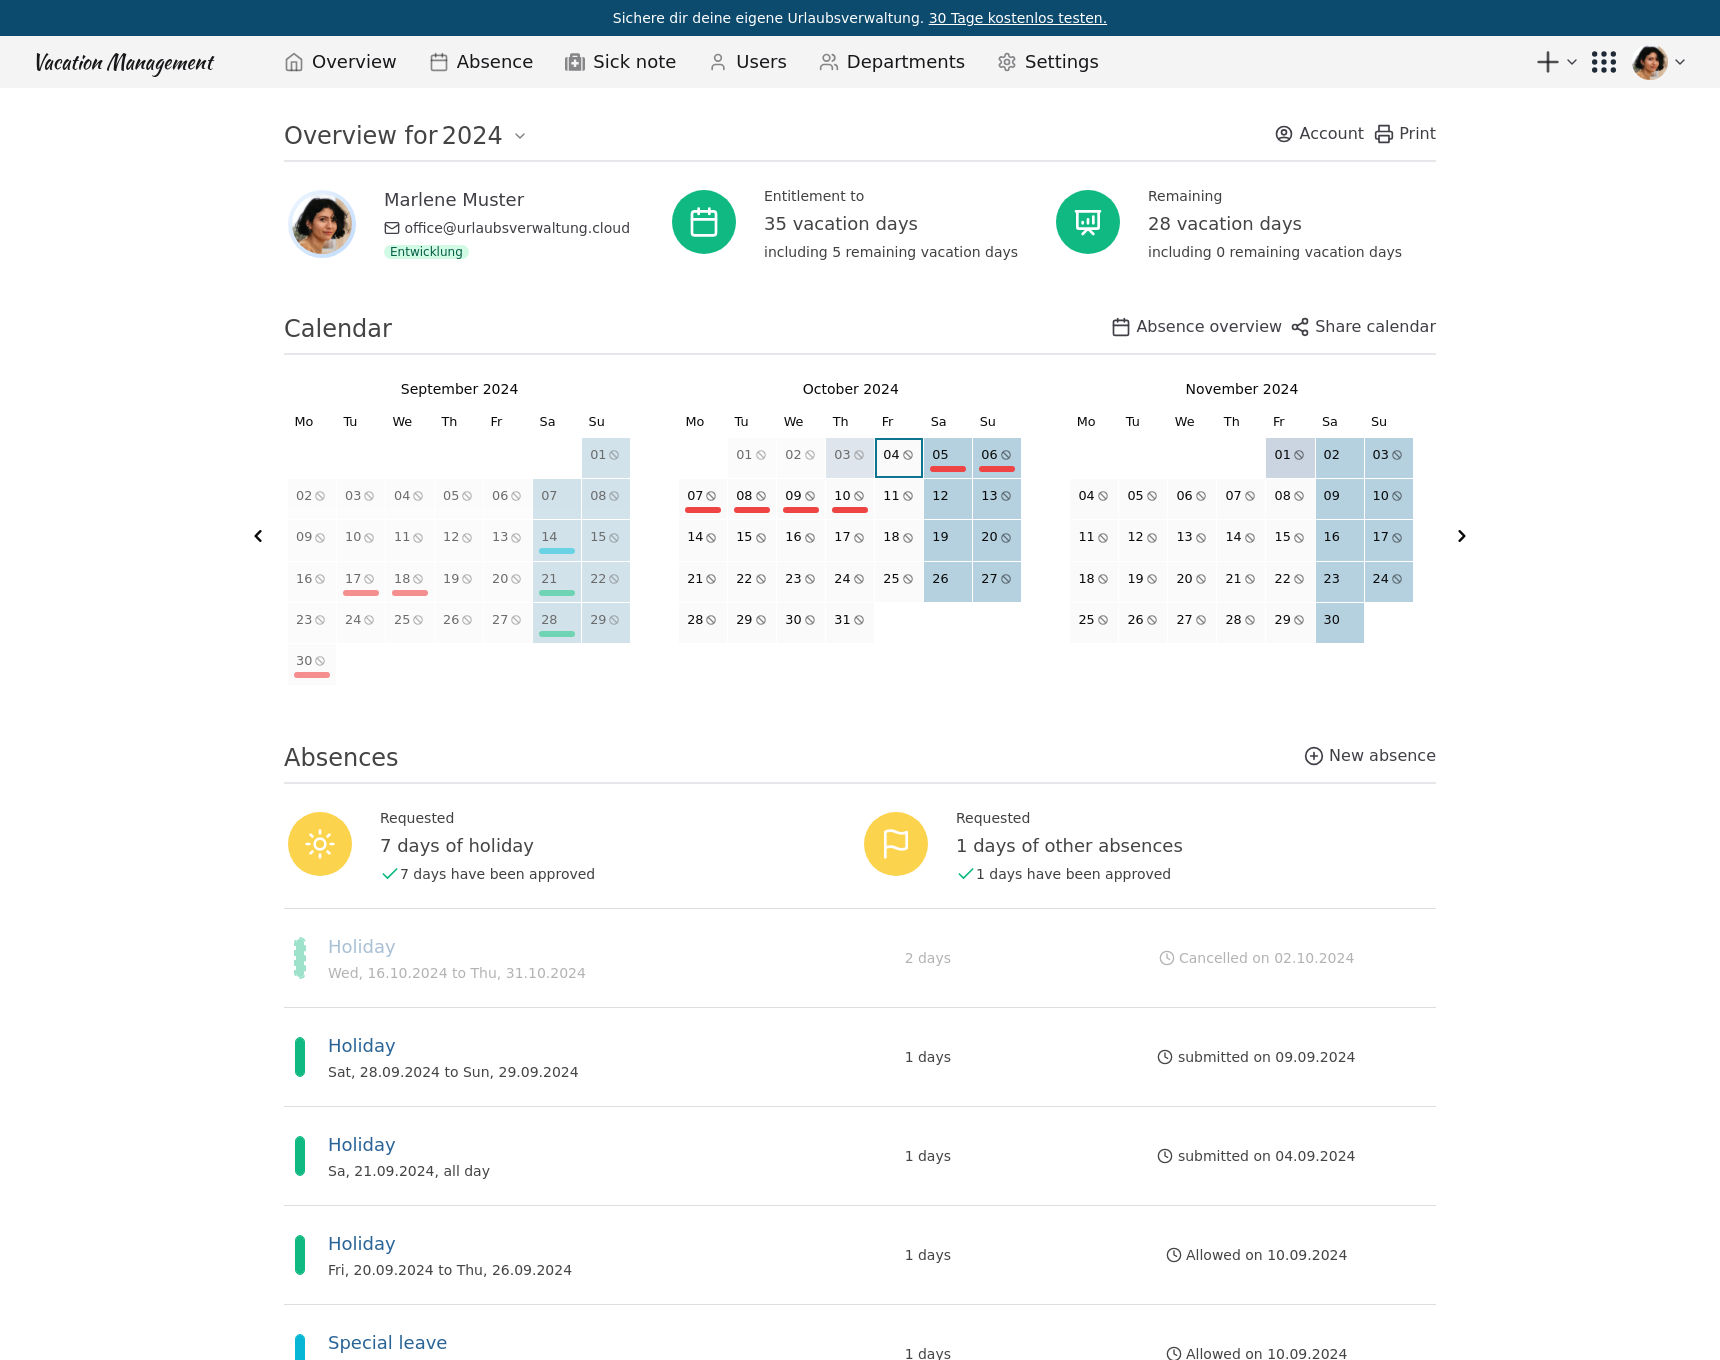 Sichere dir deine eigene Urlaubsverwaltung. 30 Tage kostenlos testen.
Vacation Management Overview Absence Sick note Users Departments Settings
Overview for 2024 Account Print
Marlene Muster
office@urlaubsverwaltung.cloud
Entwicklung
Entitlement to
35 vacation days
including 5 remaining vacation days
Remaining
28 vacation days
including 0 remaining vacation days
Calendar Absence overview Share calendar
September 2024
Mo Tu We Th Fr Sa Su
01
02 03 04 05 06 07 08
09 10 11 12 13 14 15
16 17 18 19 20 21 22
23 24 25 26 27 28 29
30
October 2024
Mo Tu We Th Fr Sa Su
01 02 03 04 05 06
07 08 09 10 11 12 13
14 15 16 17 18 19 20
21 22 23 24 25 26 27
28 29 30 31
November 2024
Mo Tu We Th Fr Sa Su
01 02 03
04 05 06 07 08 09 10
11 12 13 14 15 16 17
18 19 20 21 22 23 24
25 26 27 28 29 30
Absences New absence
Requested
7 days of holiday
7 days have been approved
Requested
1 days of other absences
1 days have been approved
Holiday
Wed, 16.10.2024 to Thu, 31.10.2024
2 days
Cancelled on 02.10.2024
Holiday
Sat, 28.09.2024 to Sun, 29.09.2024
1 days
submitted on 09.09.2024
Holiday
Sa, 21.09.2024, all day
1 days
submitted on 04.09.2024
Holiday
Fri, 20.09.2024 to Thu, 26.09.2024
1 days
Allowed on 10.09.2024
Special leave
1 days
Allowed on 10.09.2024